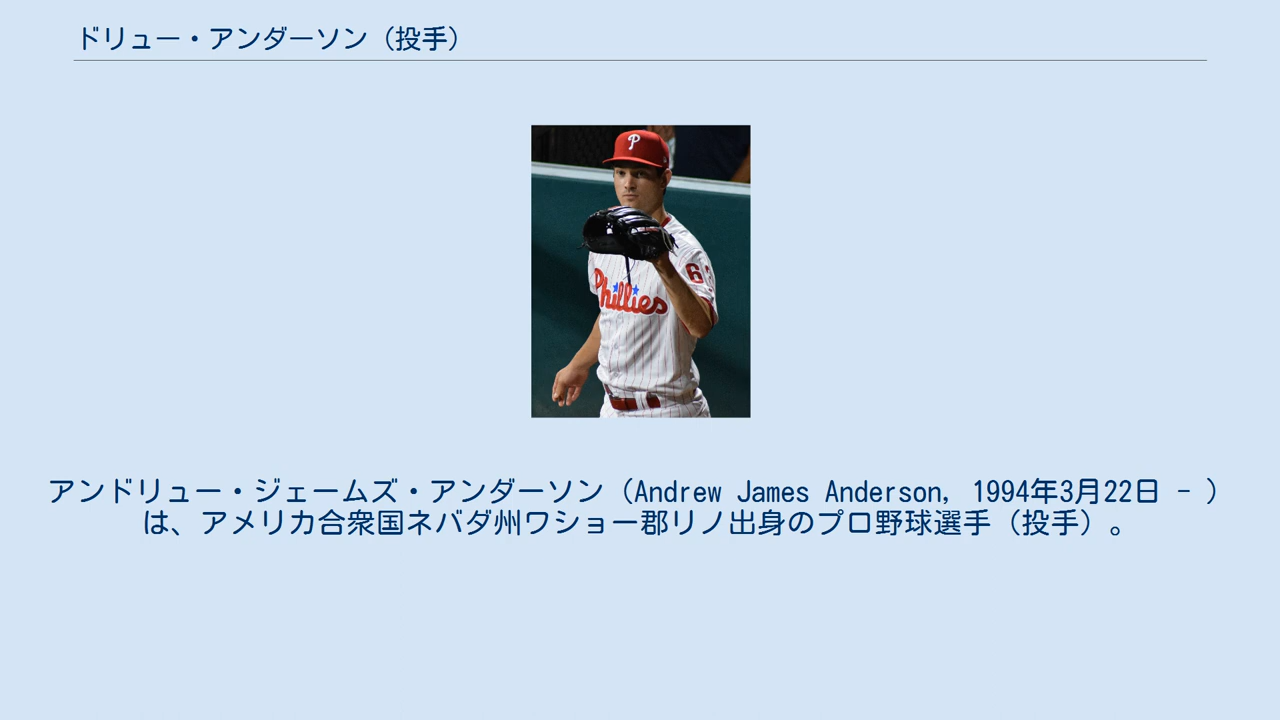 ドリュー・アンダーソン（投手）
P
6
Phillies
アンドリュー・ジェームズ・アンダーソン（Andrew James Anderson, 1994年3月22日 - ）
は、アメリカ合衆国ネバダ州ワショー郡リノ出身のプロ野球選手（投手）。